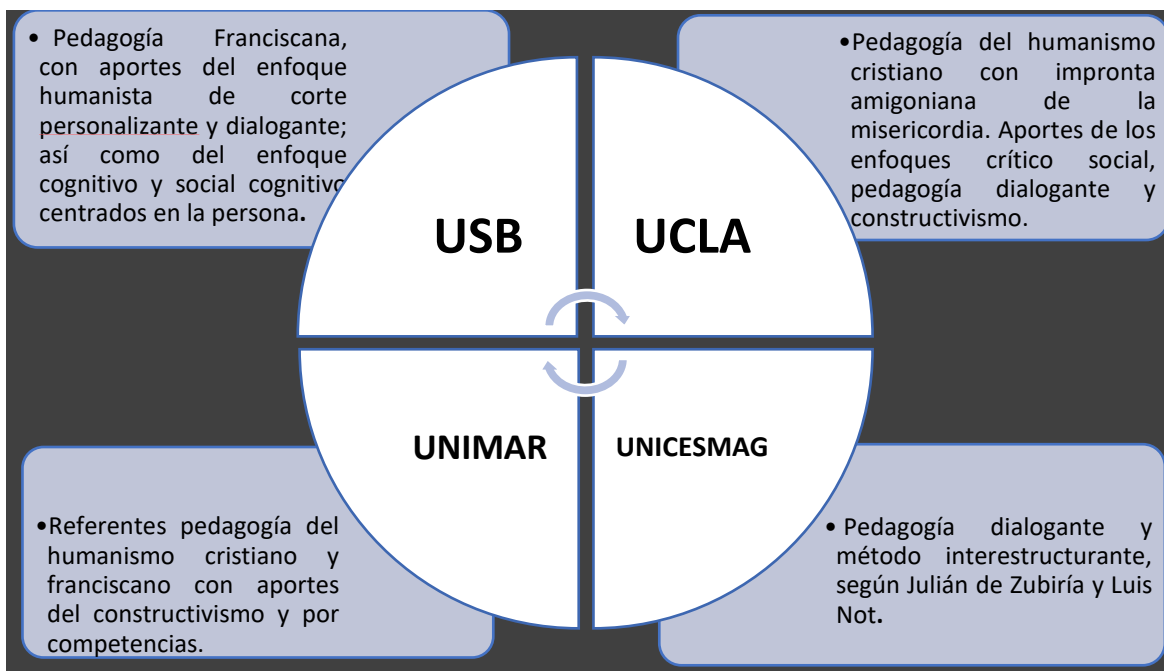 • Pedagogía Franciscana,
con aportes del enfoque
humanista de corte
personalizante y dialogante;
así como del enfoque
cognitivo y social cognitivo
centrados en la persona.
•Pedagogía del humanismo
cristiano con impronta
amigoniana de la
misericordia. Aportes de los
enfoques crítico social,
pedagogía dialogante y
constructivismo.
USB
UCLA
UNIMAR
UNICESMAG
•Referentes pedagogía del
humanismo cristiano y
franciscano con aportes
del constructivismo y por
competencias.
• Pedagogía dialogante y
método interestructurante,
según Julián de Zubiría y Luis
Not.